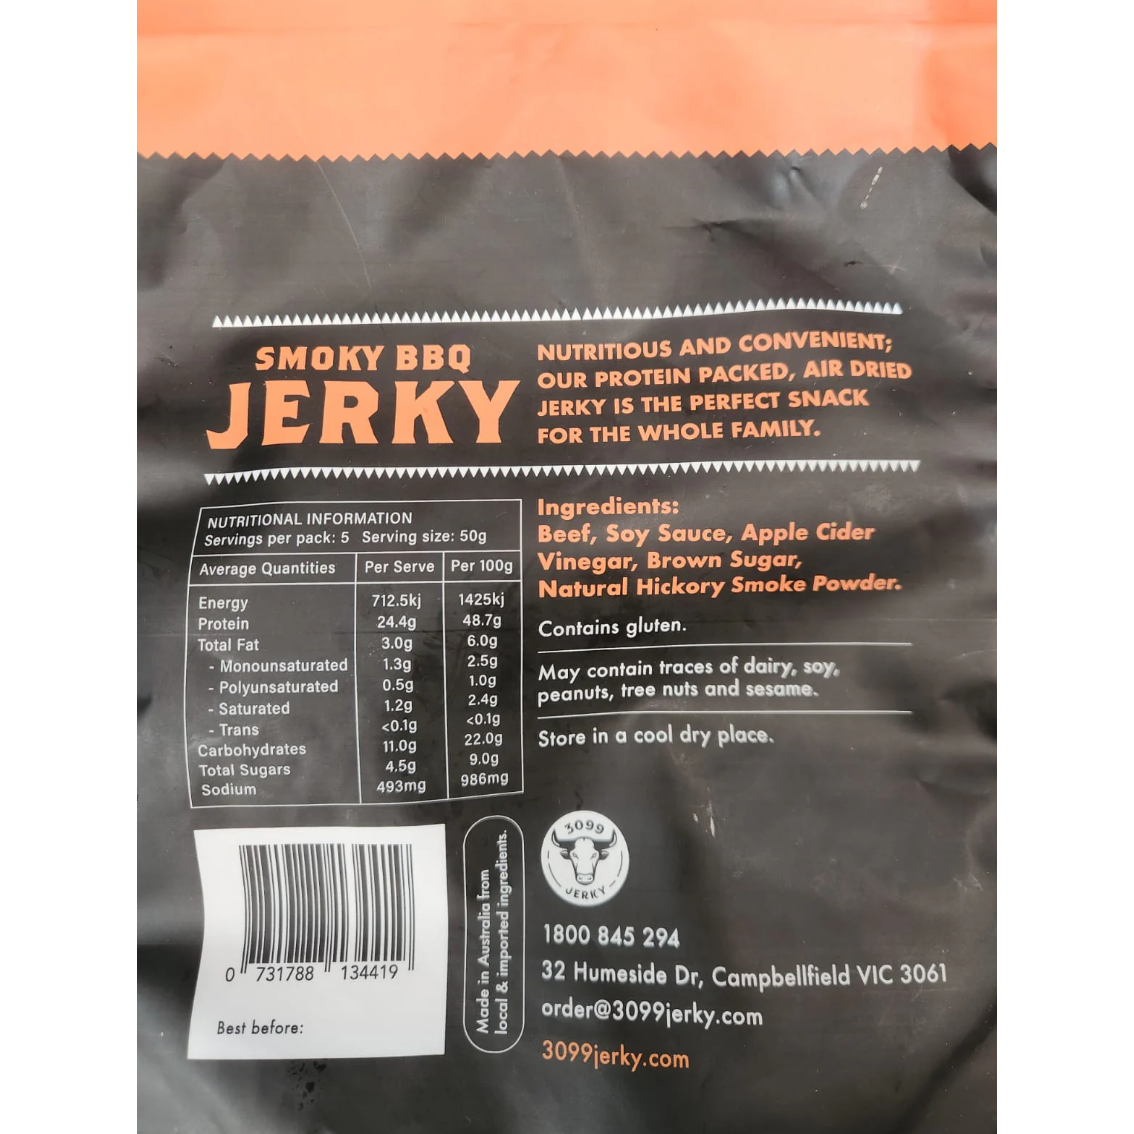 SMOKY BBQ
JERKY
NUTRITIOUS AND CONVENIENT;
OUR PROTEIN PACKED, AIR DRIED
JERKY IS THE PERFECT SNACK
FOR THE WHOLE FAMILY.
NUTRITIONAL INFORMATION
Servings per pack: 5 Serving size: 50g
Average Quantities Per Serve Per 100g
Energy 712.5kj 1425kj
Protein 24.4g 48.7g
Total Fat 3.0g 6.0g
- Monounsaturated 1.3g 2.5g
- Polyunsaturated 0.5g 1.0g
- Saturated 1.2g 2.4g
- Trans <0.1g <0.1g
Carbohydrates 11.0g 22.0g
Total Sugars 4.5g 9.0g
Sodium 493mg 986mg
Ingredients:
Beef, Soy Sauce, Apple Cider
Vinegar, Brown Sugar,
Natural Hickory Smoke Powder.
Contains gluten.
May contain traces of dairy, soy,
peanuts, tree nuts and sesame.
Store in a cool dry place.
0 731788 134419
Best before:
Made in Australia from
local & imported ingredients.
3099
JERKY
1800 845 294
32 Humeside Dr, Campbellfield VIC 3061
order@3099jerky.com
3099jerky.com